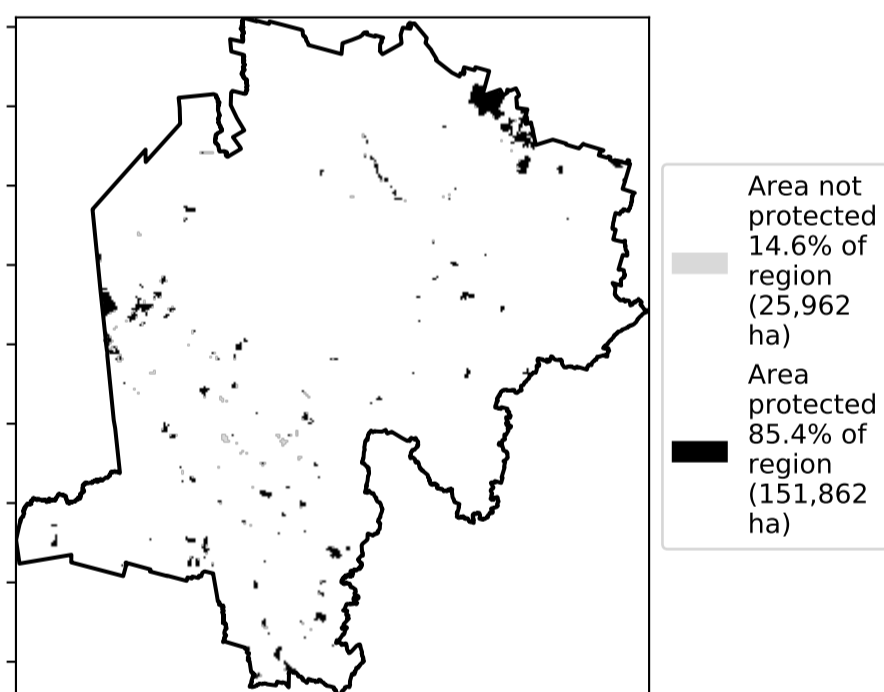 Area not
protected
14.6% of
region
(25,962
ha)
Area
protected
85.4% of
region
(151,862
ha)